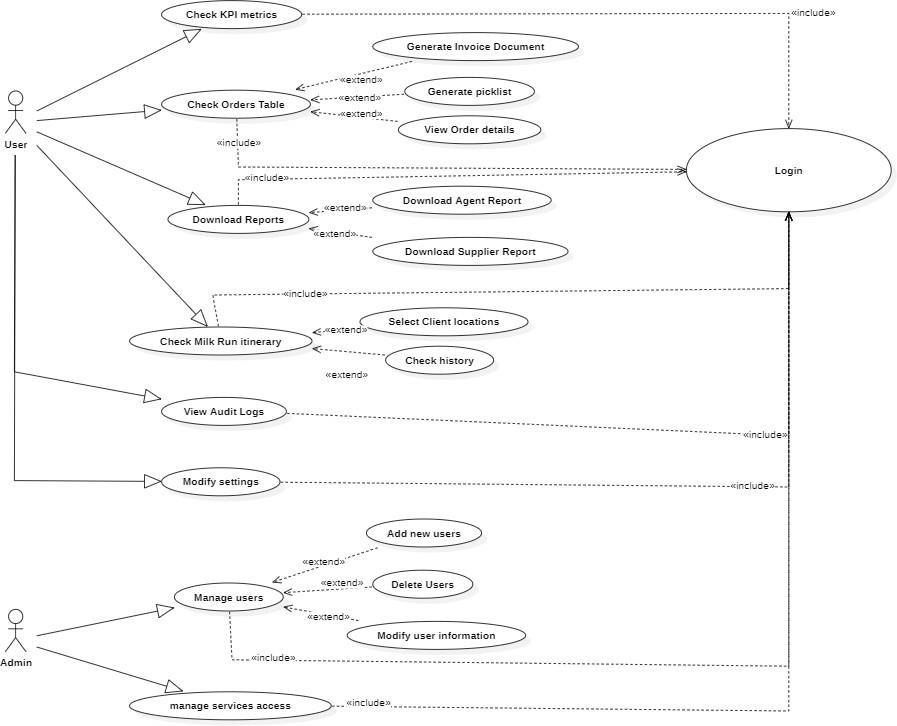 Check KPI metrics
«include»
Generate Invoice Document
«extend»
Generate picklist
«extend»
Check Orders Table
«extend»
View Order details
User
«include»
Login
«include»
Download Agent Report
«extend»
Download Reports
«extend»
Download Supplier Report
«include»
Select Client locations
«extend»
Check Milk Run itinerary
Check history
«extend»
View Audit Logs
«include»
Modify settings
«include»
Add new users
«extend»
«extend»
Delete Users
Manage users
«extend»
Modify user information
Admin
«include»
manage services access
«include»